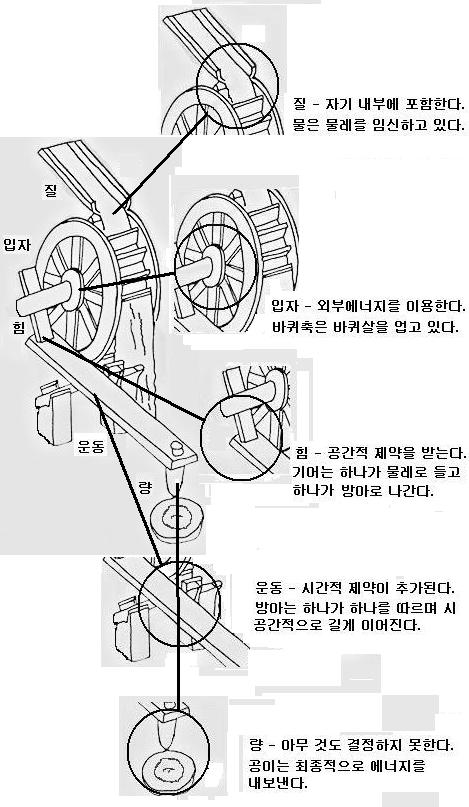 질 - 자기 내부에 포함한다.
물은 물레를 임신하고 있다.
질
입자
입자 - 외부에너지를 이용한다.
바퀴축은 바퀴살을 업고 있다.
힘
힘 - 공간적 제약을 받는다.
기어는 하나가 물레로 들고
하나가 방아로 나간다.
운동
량
운동 - 시간적 제약이 추가된다.
방아는 하나가 하나를 따르며 시
공간적으로 길게 이어진다.
량 - 아무 것도 결정하지 못한다.
공이는 최종적으로 에너지를
내보낸다.